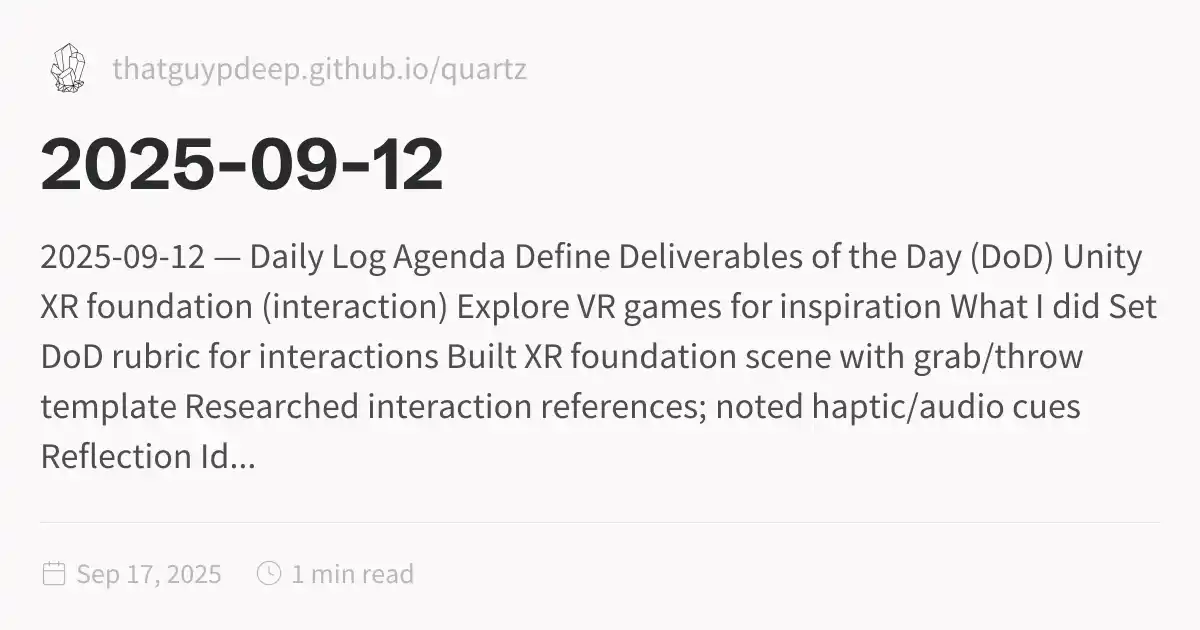 thatguypdeep.github.io/quartz
2025-09-12
2025-09-12 — Daily Log Agenda Define Deliverables of the Day (DoD) Unity
XR foundation (interaction) Explore VR games for inspiration What I did Set
DoD rubric for interactions Built XR foundation scene with grab/throw
template Researched interaction references; noted haptic/audio cues
Reflection Id...
Sep 17, 2025 1 min read